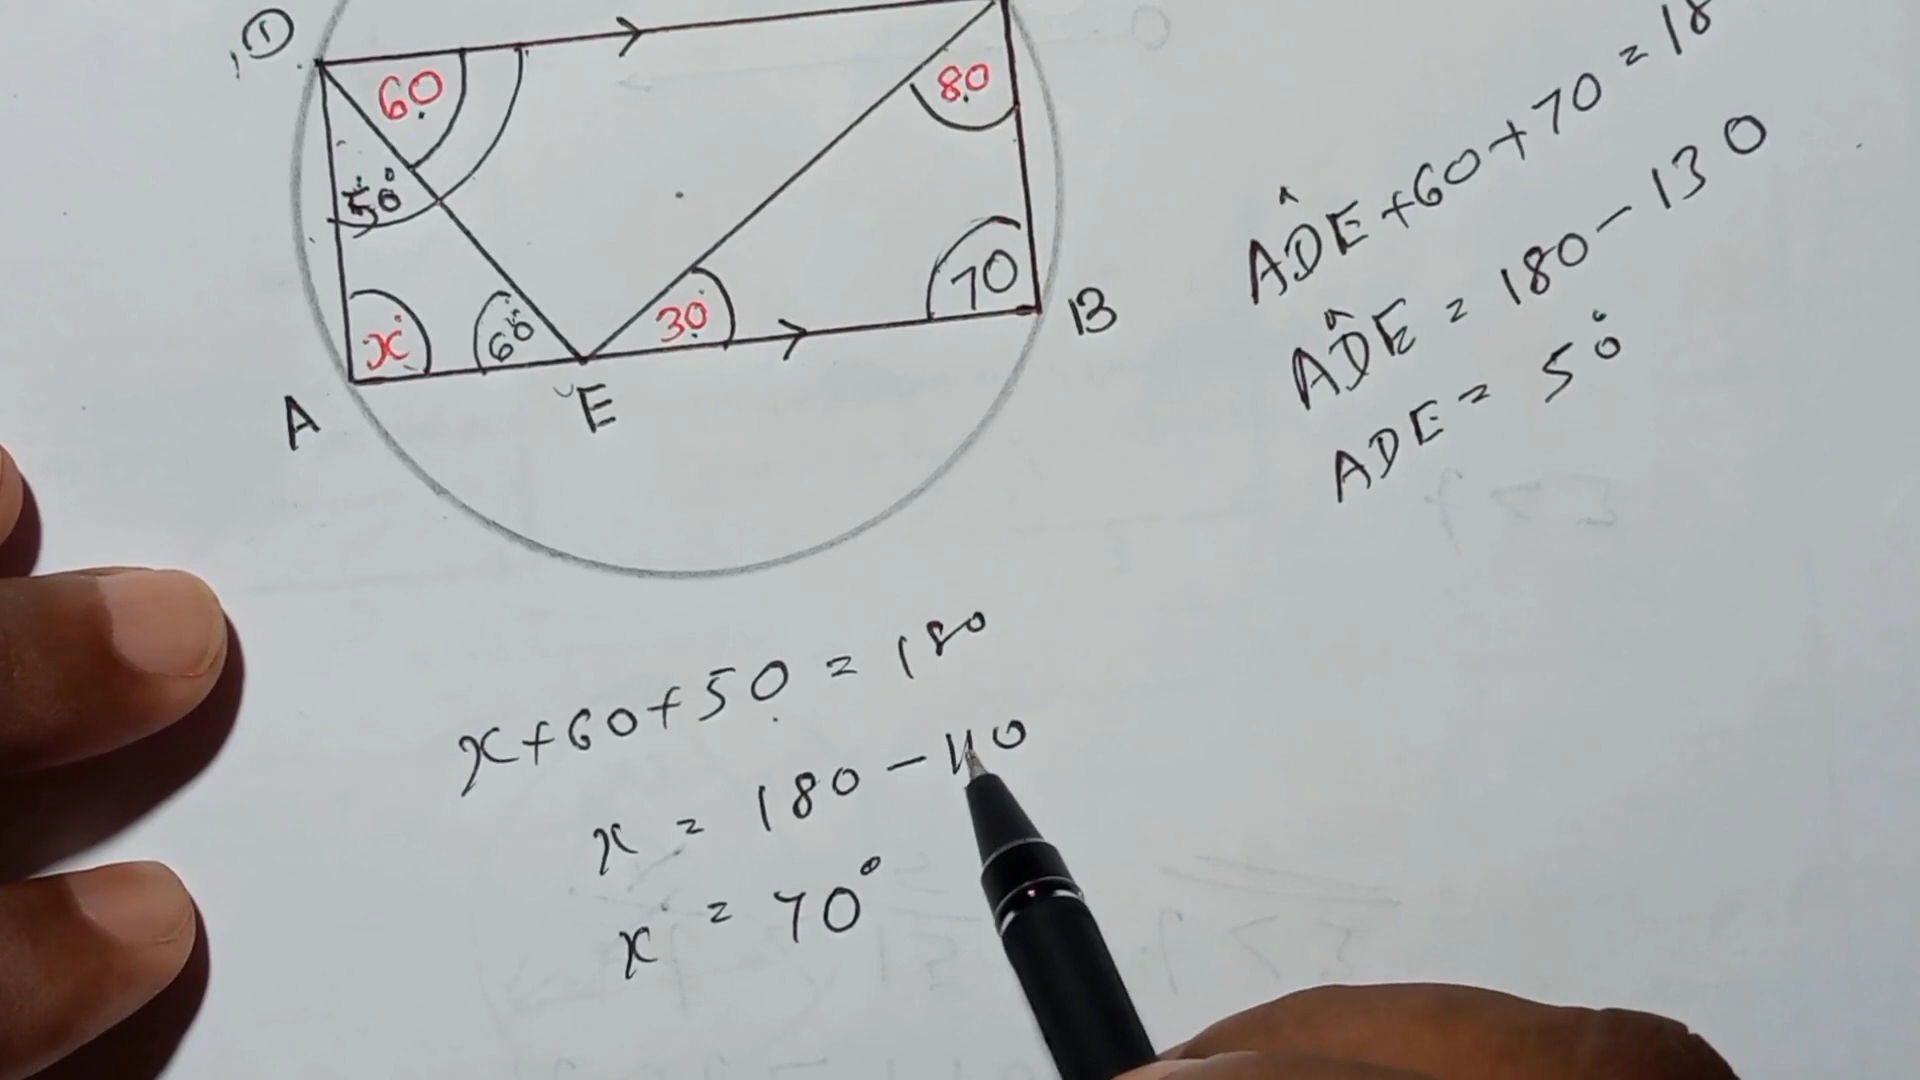 ①
60
80
50°
x°
60
30
70
A
E
B
ADE + 60 + 70 = 18
ADE = 180 - 130
ADE = 50°
x + 60 + 50 = 180
x = 180 - 110
x = 70°